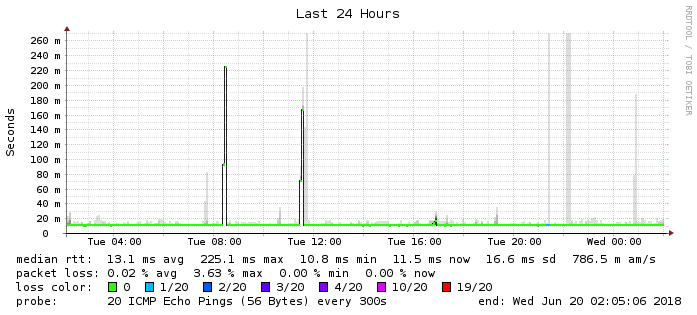 Last 24 Hours
RRDTOOL / TOBI OETIKER
Seconds
260 m
240 m
220 m
200 m
180 m
160 m
140 m
120 m
100 m
80 m
60 m
40 m
20 m
0
Tue 04:00 Tue 08:00 Tue 12:00 Tue 16:00 Tue 20:00 Wed 00:00
median rtt: 13.1 ms avg 225.1 ms max 10.8 ms min 11.5 ms now 16.6 ms sd 786.5 m am/s
packet loss: 0.02 % avg 3.63 % max 0.00 % min 0.00 % now
loss color: 0 1/20 2/20 3/20 4/20 10/20 19/20
probe: 20 ICMP Echo Pings (56 Bytes) every 300s end: Wed Jun 20 02:05:06 2018